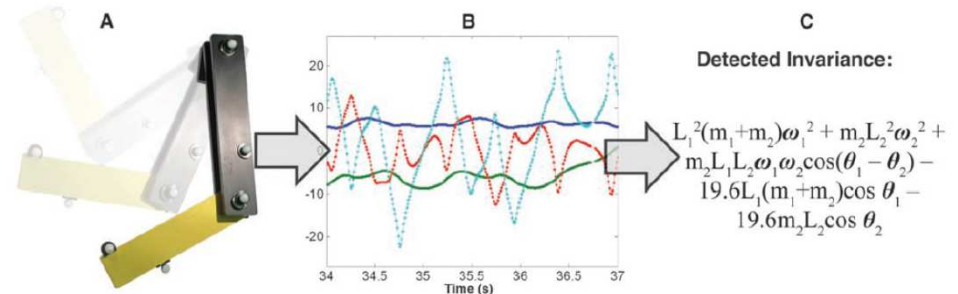 A
B
C
Detected Invariance:
20
10
0
-10
-20
34
34.5
35
35.5
36
36.5
37
Time (s)
L₁²(m₁+m₂)ω₁² + m₂L₂²ω₂² +
m₂L₁L₂ω₁ω₂cos(θ₁ − θ₂) −
19.6L₁(m₁+m₂)cos θ₁ −
19.6m₂L₂cos θ₂